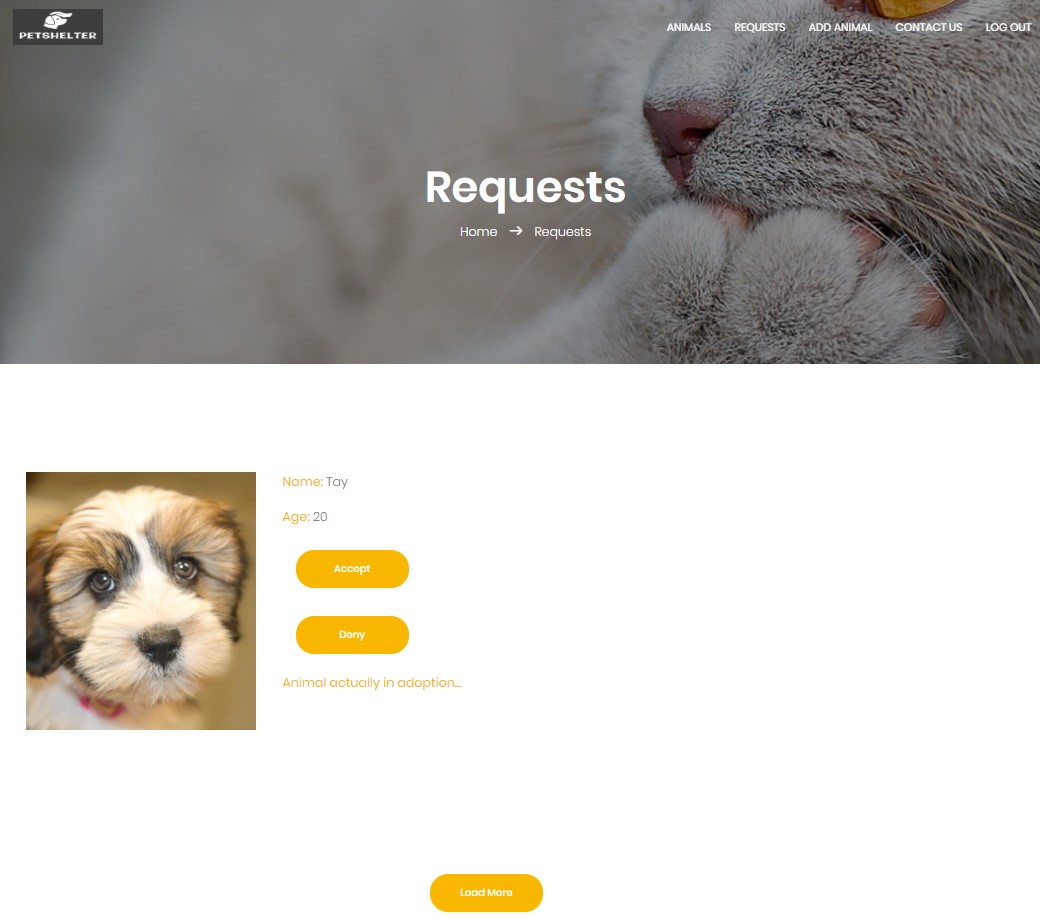 PETSHELTER
ANIMALS REQUESTS ADD ANIMAL CONTACT US LOG OUT
Requests
Home → Requests
Name: Tay
Age: 20
Accept
Deny
Animal actually in adoption...
Load More